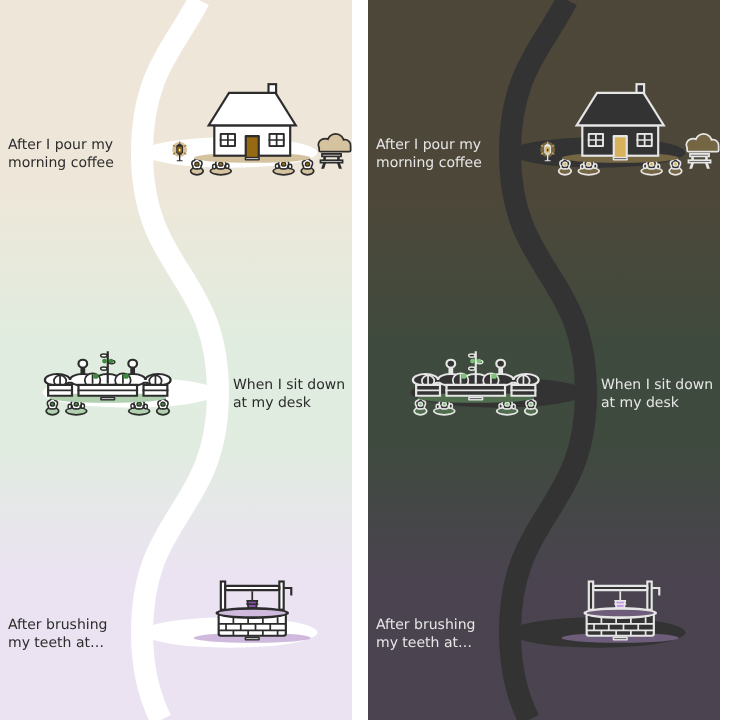 After I pour my
morning coffee
When I sit down
at my desk
After brushing
my teeth at…
After I pour my
morning coffee
When I sit down
at my desk
After brushing
my teeth at…